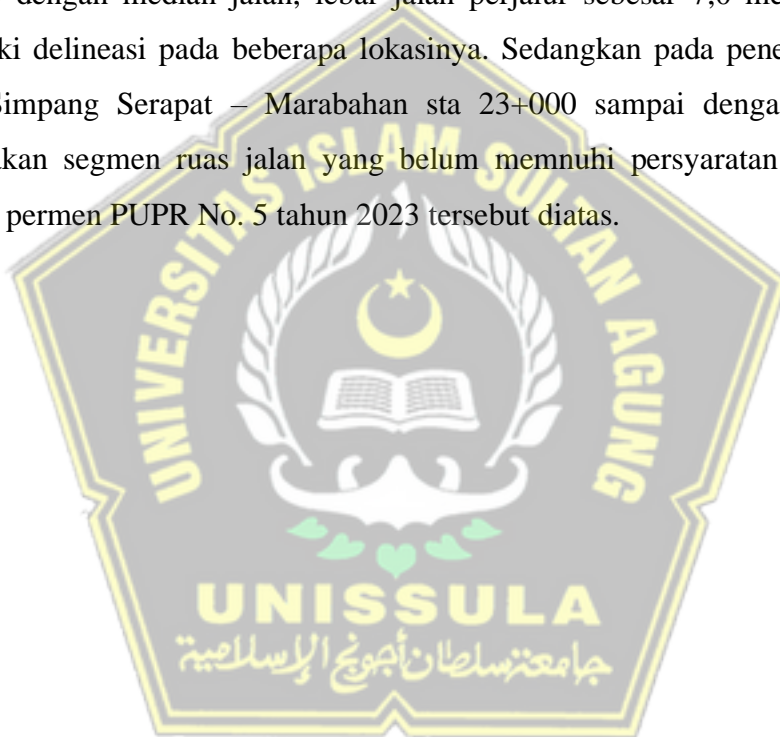 dengan median jalan, lebar jalan perjalur sebesar 7,0
ki delineasi pada beberapa lokasinya. Sedangkan pada pene
Simpang Serapat – Marabahan sta 23+000 sampai denga
akan segmen ruas jalan yang belum memnuhi persyaratan
permen PUPR No. 5 tahun 2023 tersebut diatas.
UNIVERSITAS ISLAM SULTAN AGUNG
UNISSULA
جامعة سلطان أجونج الإسلامية